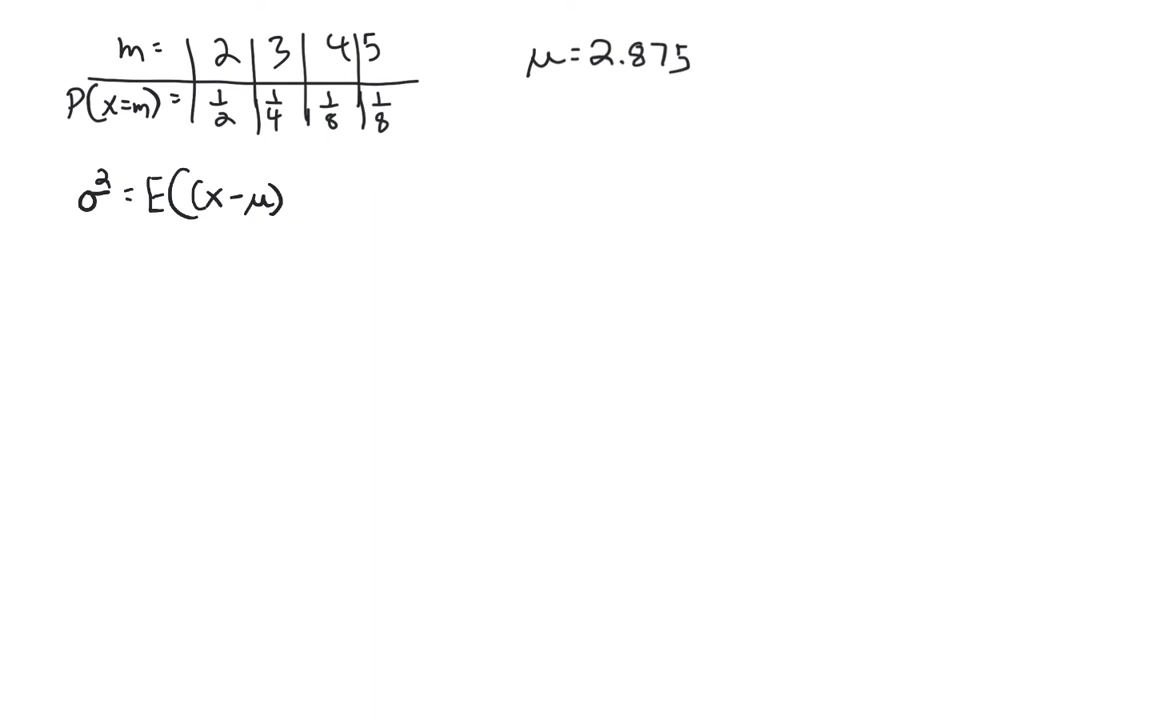 m = | 2 | 3 | 4 | 5
μ = 2.875
P(x=m) = | 1/2 | 1/4 | 1/8 | 1/8
σ² = E((x-μ)